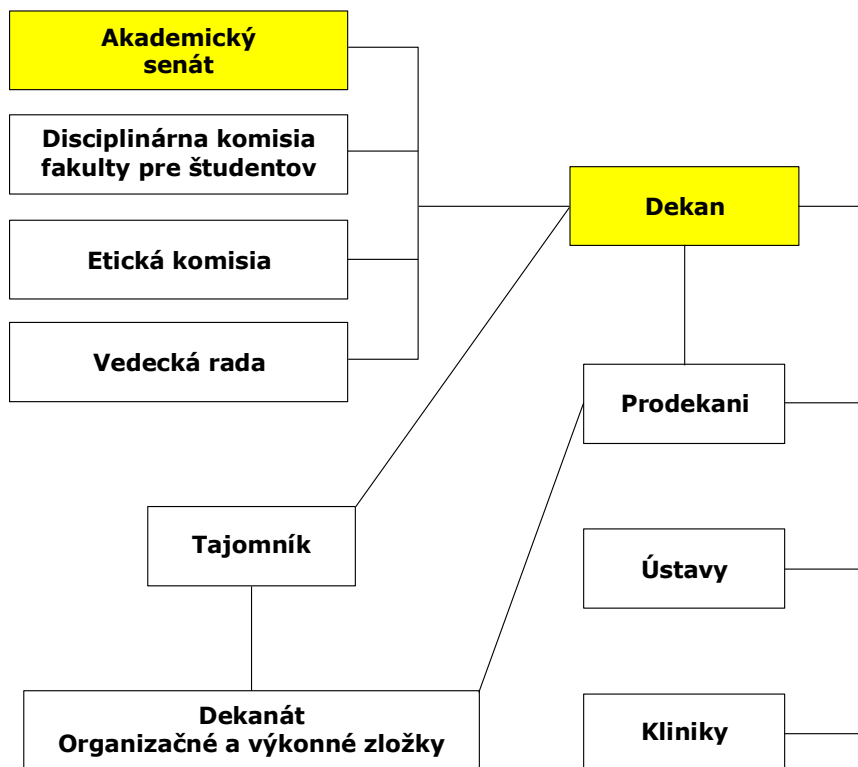 Akademický
senát
Disciplinárna komisia
fakulty pre študentov
Etická komisia
Vedecká rada
Dekan
Prodekani
Tajomník
Ústavy
Dekanát
Organizačné a výkonné zložky
Kliniky